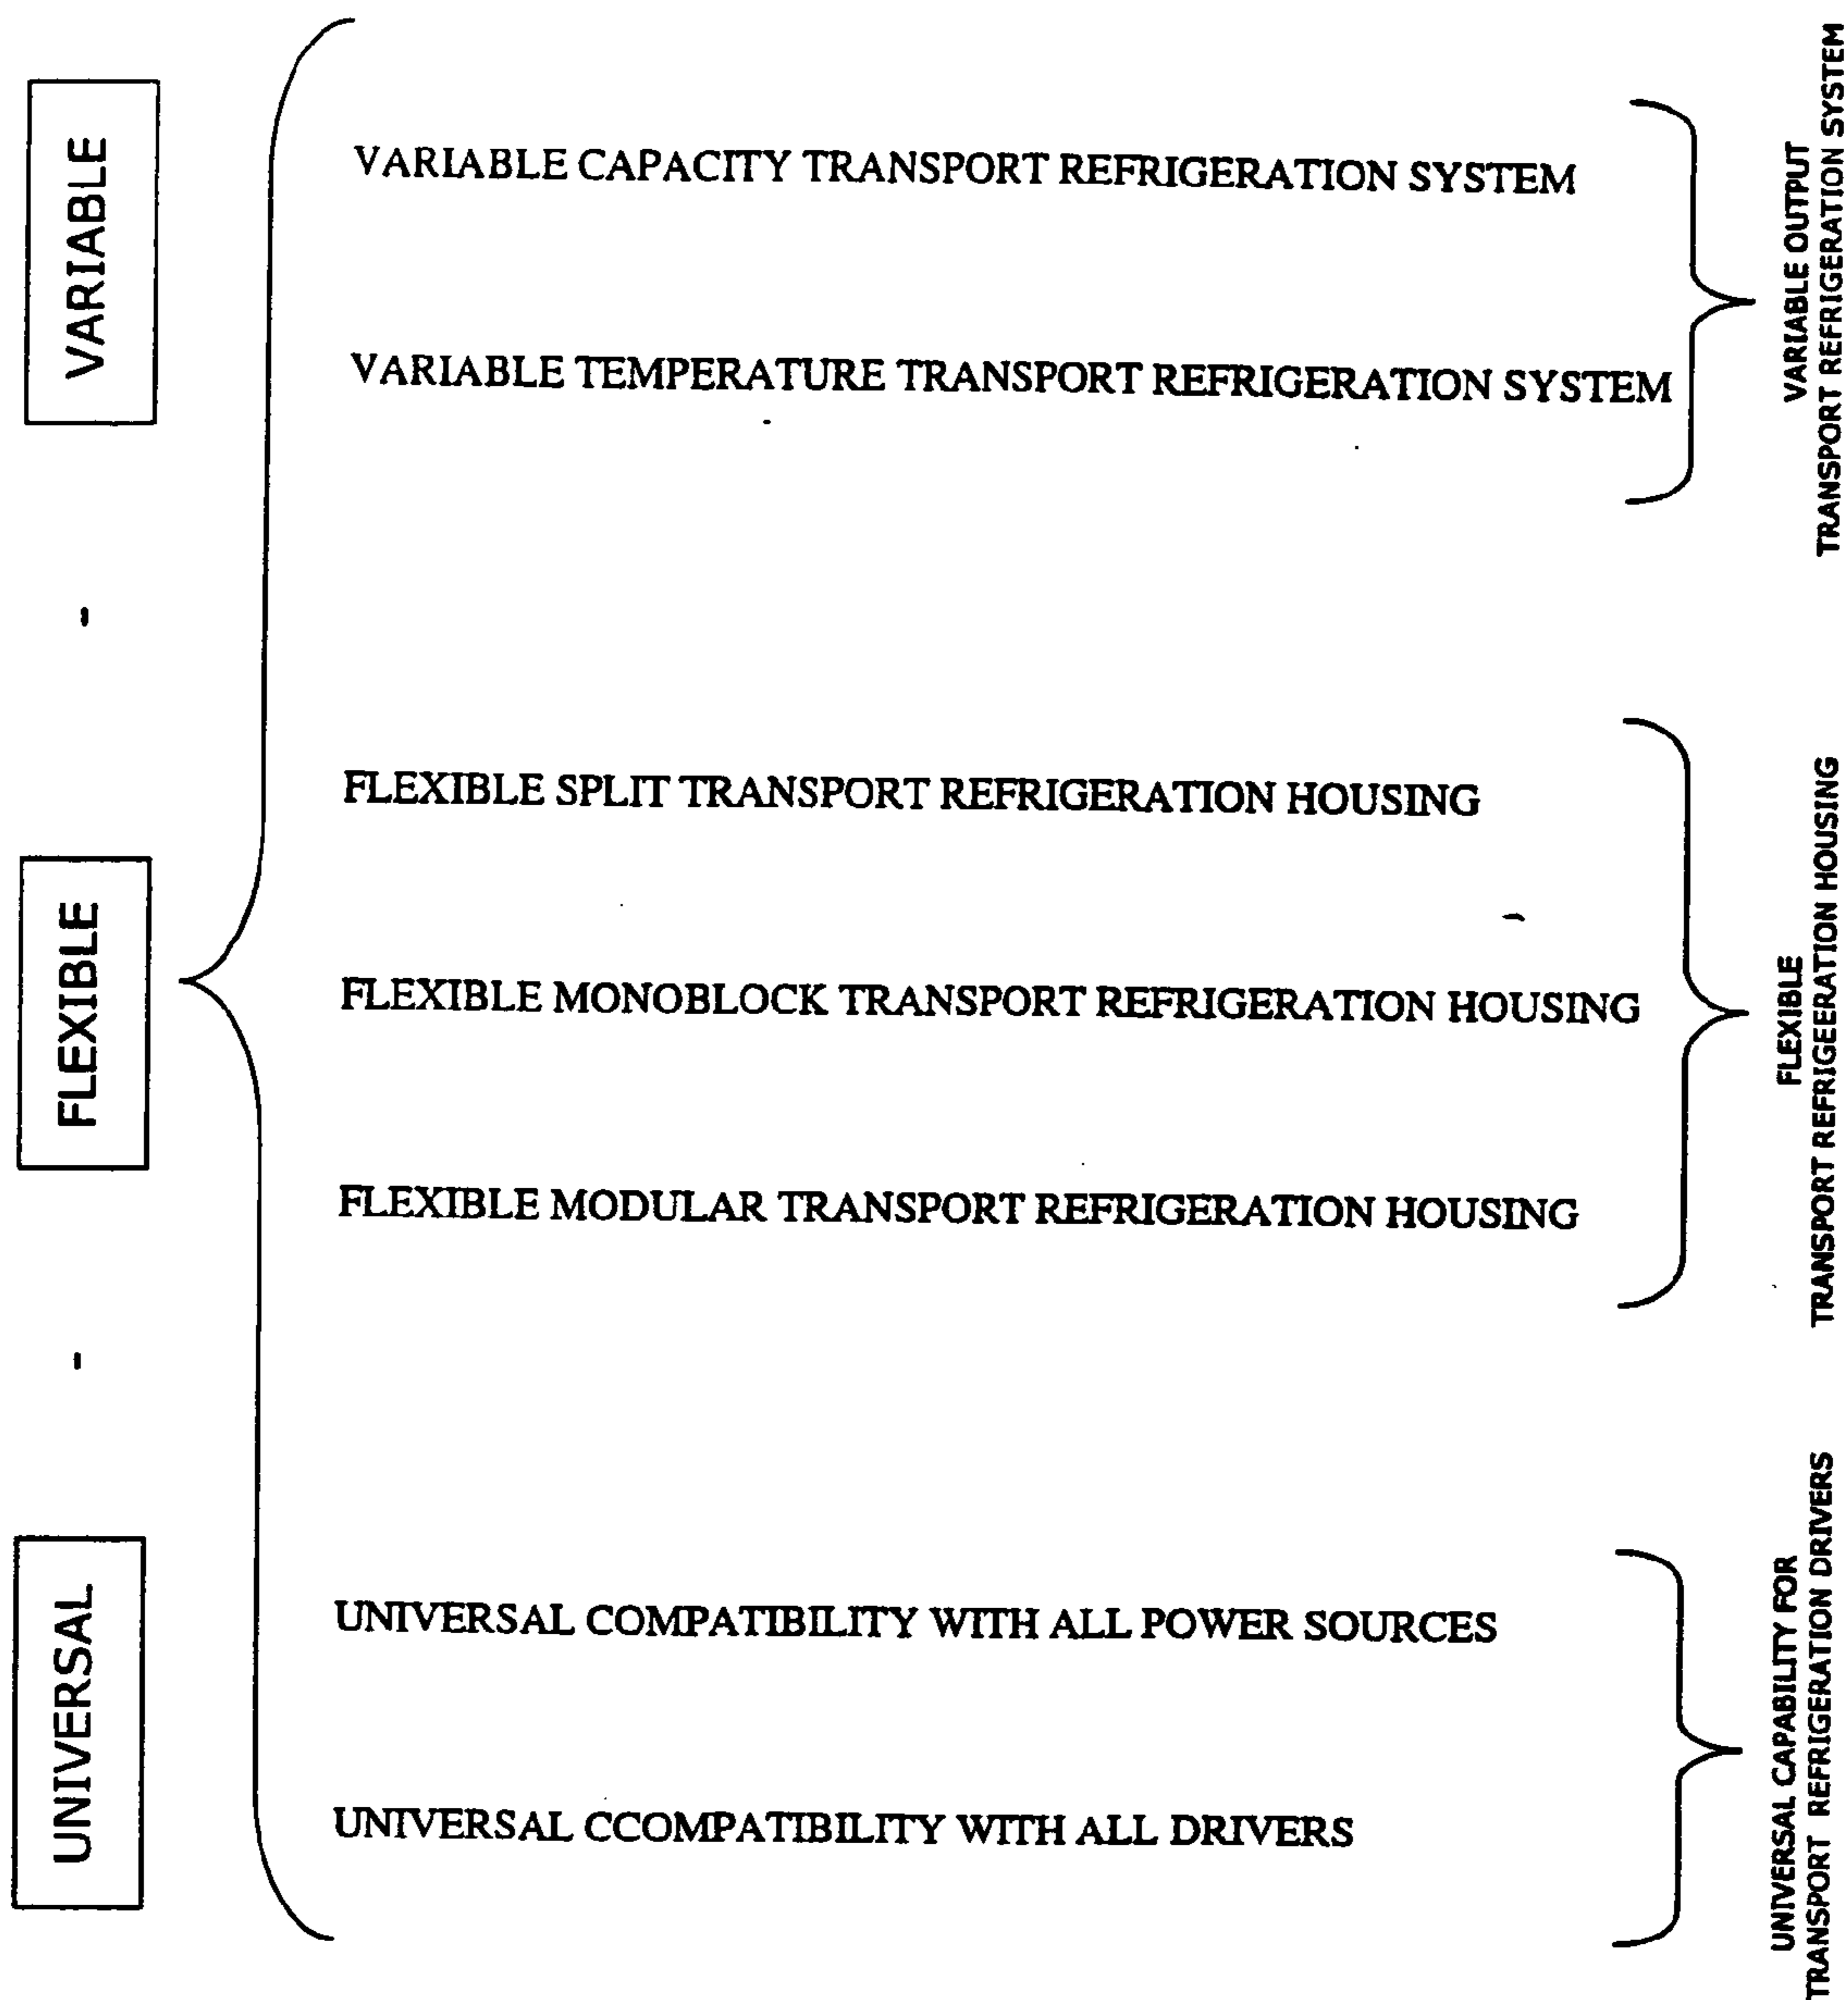 VARIABLE
-
FLEXIBLE
-
UNIVERSAL
VARIABLE CAPACITY TRANSPORT REFRIGERATION SYSTEM
VARIABLE TEMPERATURE TRANSPORT REFRIGERATION SYSTEM
FLEXIBLE SPLIT TRANSPORT REFRIGERATION HOUSING
FLEXIBLE MONOBLOCK TRANSPORT REFRIGERATION HOUSING
FLEXIBLE MODULAR TRANSPORT REFRIGERATION HOUSING
UNIVERSAL COMPATIBILITY WITH ALL POWER SOURCES
UNIVERSAL CCOMPATIBILITY WITH ALL DRIVERS
VARIABLE OUTPUT
TRANSPORT REFRIGERATION SYSTEM
FLEXIBLE
TRANSPORT REFRIGEERATION HOUSING
UNIVERSAL CAPABILITY FOR
TRANSPORT REFRIGERATION DRIVERS